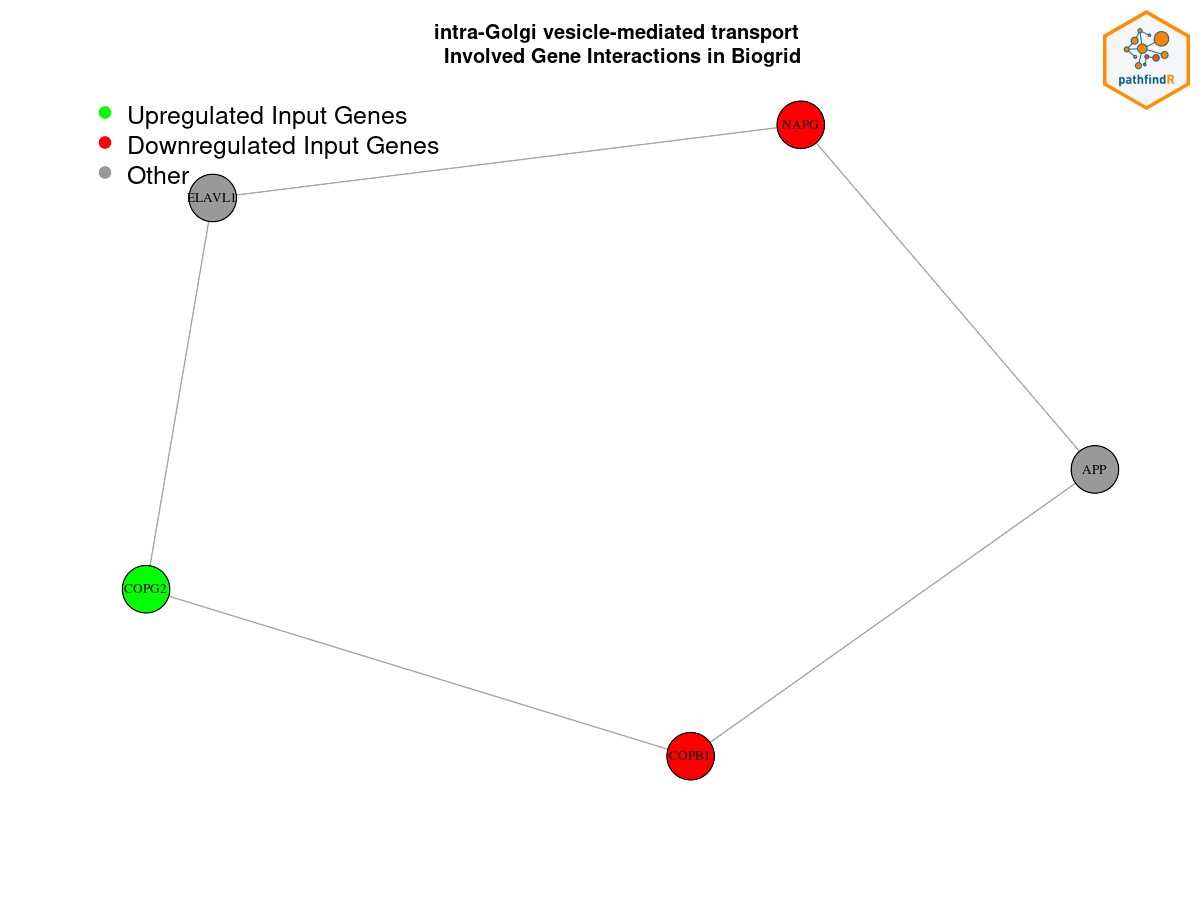 intra-Golgi vesicle-mediated transport
Involved Gene Interactions in Biogrid
pathfindR
Upregulated Input Genes
Downregulated Input Genes
Other
NAPG
ELAVL1
APP
COPG2
COPB1